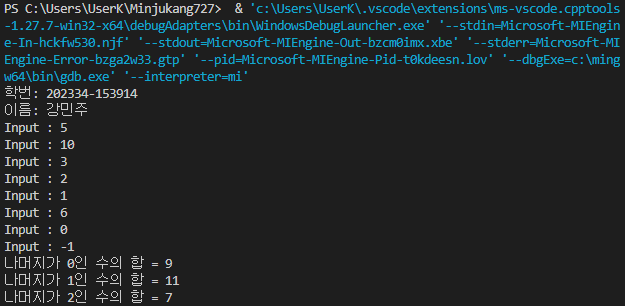 PS C:\Users\UserK\Minjukang727>  & 'c:\Users\UserK\.vscode\extensions\ms-vscode.cpptools
-1.27.7-win32-x64\debugAdapters\bin\WindowsDebugLauncher.exe' '--stdin=Microsoft-MIEngin
e-In-hckfw530.njf' '--stdout=Microsoft-MIEngine-Out-bzcm0imx.xbe' '--stderr=Microsoft-MI
Engine-Error-bzga2w33.gtp' '--pid=Microsoft-MIEngine-Pid-t0kdeesn.lov' '--dbgExe=c:\ming
w64\bin\gdb.exe' '--interpreter=mi'
학번: 202334-153914
이름: 강민주
Input : 5
Input : 10
Input : 3
Input : 2
Input : 1
Input : 6
Input : 0
Input : -1
나머지가 0인 수의 합 = 9
나머지가 1인 수의 합 = 11
나머지가 2인 수의 합 = 7